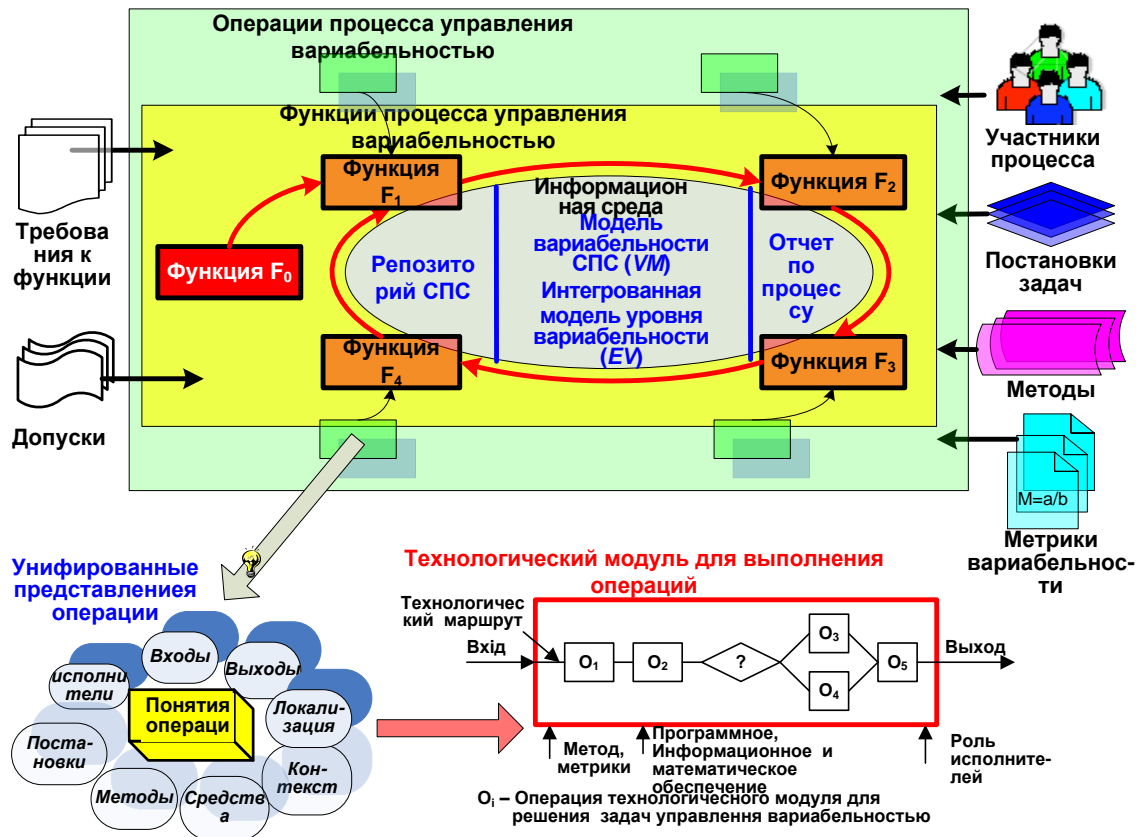 Операции процесса управления
вариабельностью
Функции процесса управления
вариабельностью
Требова
ния к
функции
Допуски
Функция F₀
Функция
F₁
Функция F₂
Функция F₃
Функция
F₄
Информацион
ная среда
Репозито
рий СПС
Модель
вариабельности
СПС (VM)
Интегрованная
модель уровня
вариабельности
(EV)
Отчет
по
процес
су
Участники
процесса
Постановки
задач
Методы
M=a/b
Метрики
вариабельнос-
ти
Унифированные
представлениея
операции
Входы
Выходы
исполни
тели
Понятия
операци
Локали-
зация
Поста-
новки
Методы
Средств
а
Кон-
текст
Технологический модуль для выполнения
операций
Технологичес
кий маршрут
Вхід
O₁
O₂
?
O₃
O₄
O₅
Выход
Метод,
метрики
Программное,
Информационное и
математическое
обеспечение
Роль
исполните-
лей
Oᵢ – Операция технологического модуля для
решения задач управлення вариабельностью